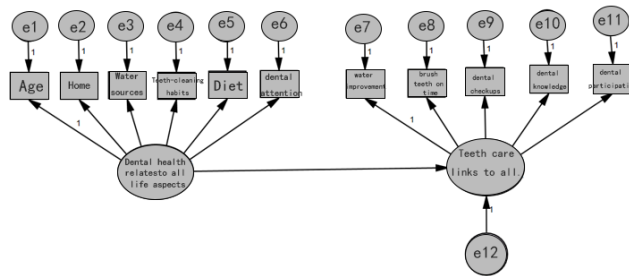 e1 e2 e3 e4 e5 e6 e7 e8 e9 e10 e11
1 1 1 1 1 1 1 1 1 1 1
Age
Home
Water
sources
Teeth-cleaning
habits
Diet
dental
attention
water
improvement
brush
teeth on
time
dental
checkups
dental
knowledge
dental
participati
1
1
Dental health
relatesto all
life aspects
Teeth care
links to all.
1
e12